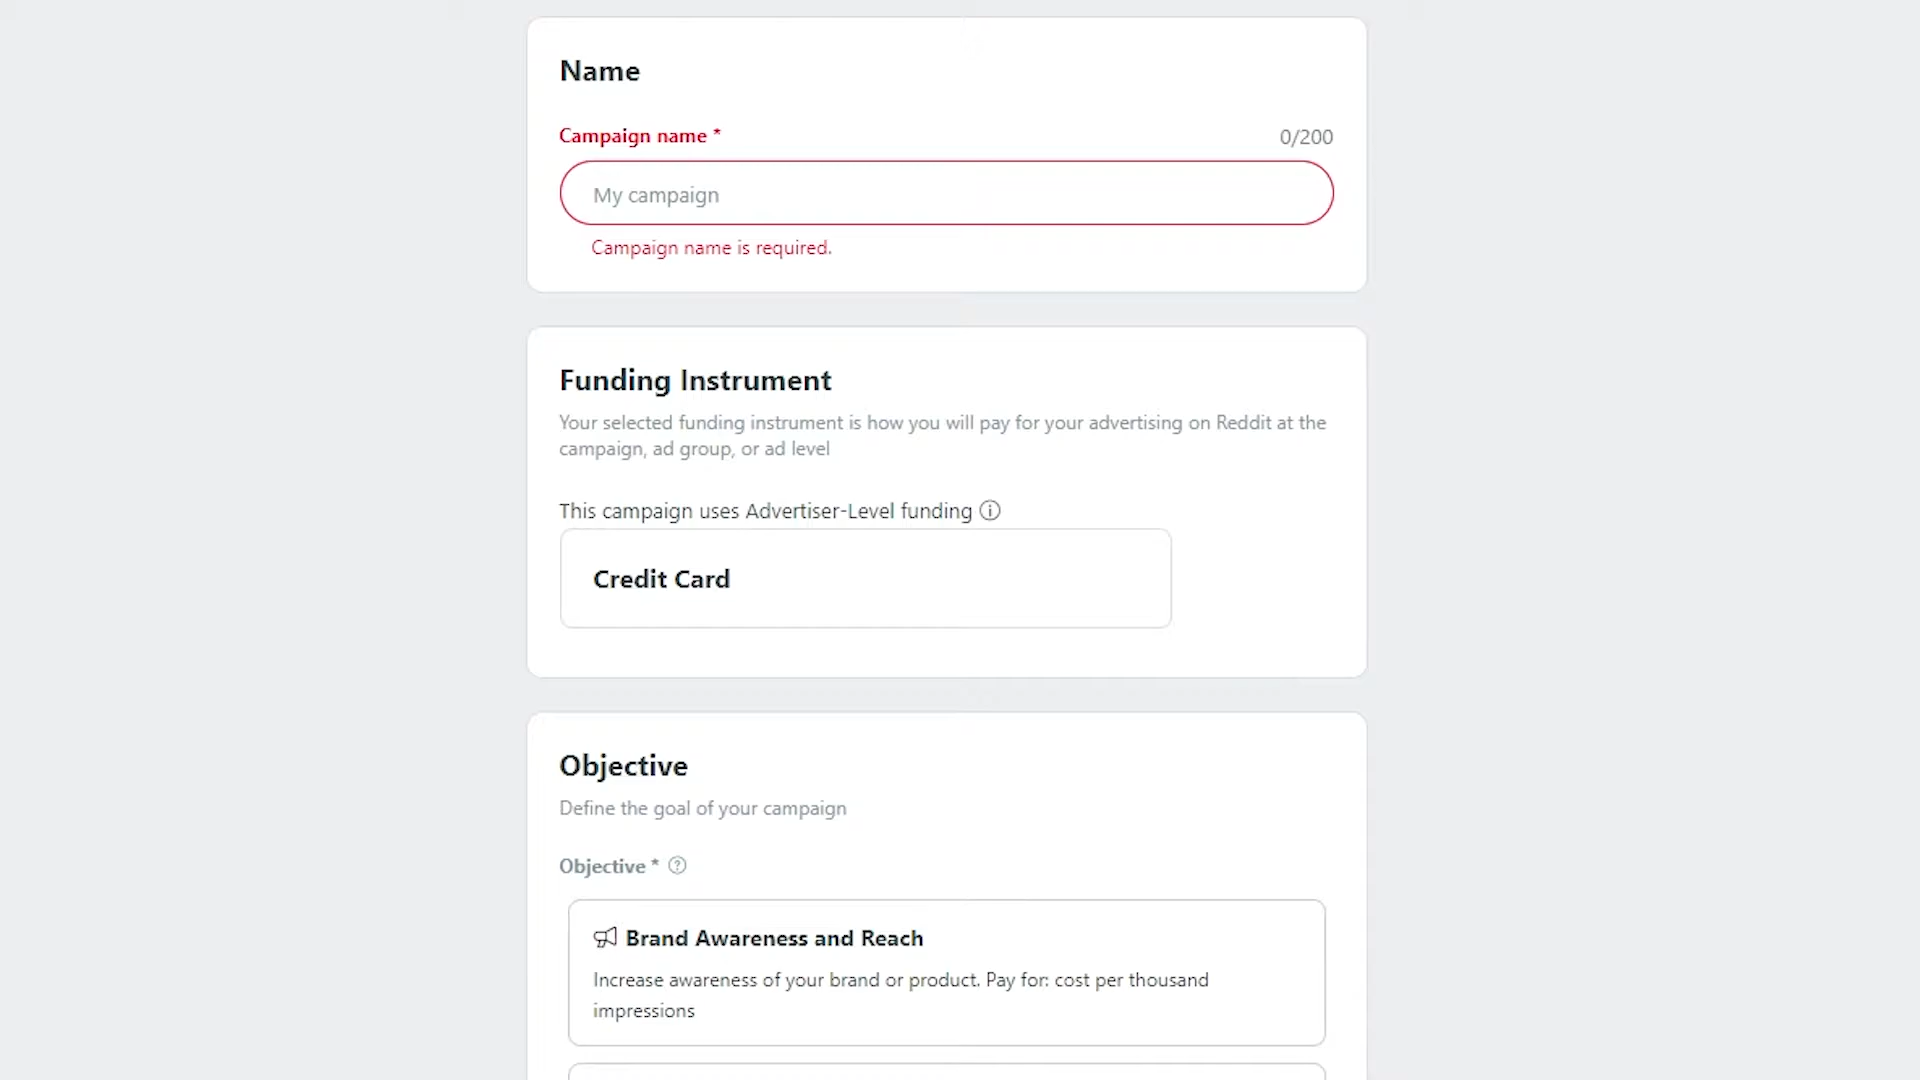 Name
Campaign name *
0/200
My campaign
Campaign name is required.
Funding Instrument
Your selected funding instrument is how you will pay for your advertising on Reddit at the
campaign, ad group, or ad level
This campaign uses Advertiser-Level funding
Credit Card
Objective
Define the goal of your campaign
Objective *
Brand Awareness and Reach
Increase awareness of your brand or product. Pay for: cost per thousand
impressions